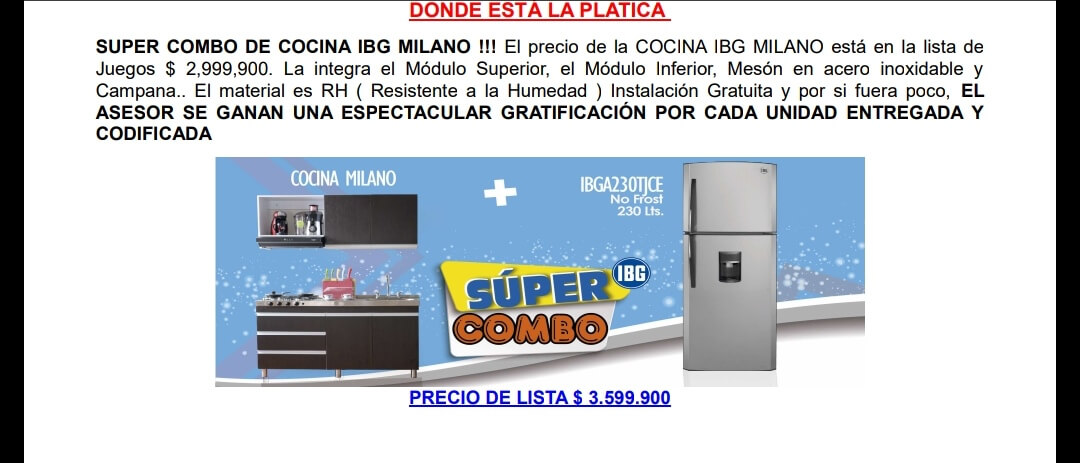 DONDE ESTA LA PLATICA
SUPER COMBO DE COCINA IBG MILANO !!! El precio de la COCINA IBG MILANO está en la lista de
Juegos $ 2,999,900. La integra el Módulo Superior, el Módulo Inferior, Mesón en acero inoxidable y
Campana.. El material es RH ( Resistente a la Humedad ) Instalación Gratuita y por si fuera poco, EL
ASESOR SE GANAN UNA ESPECTACULAR GRATIFICACIÓN POR CADA UNIDAD ENTREGADA Y
CODIFICADA
COCINA MILANO
+
IBGA230TJCE
No Frost
230 Lts.
IBG
SÚPER
COMBO
PRECIO DE LISTA $ 3.599.900